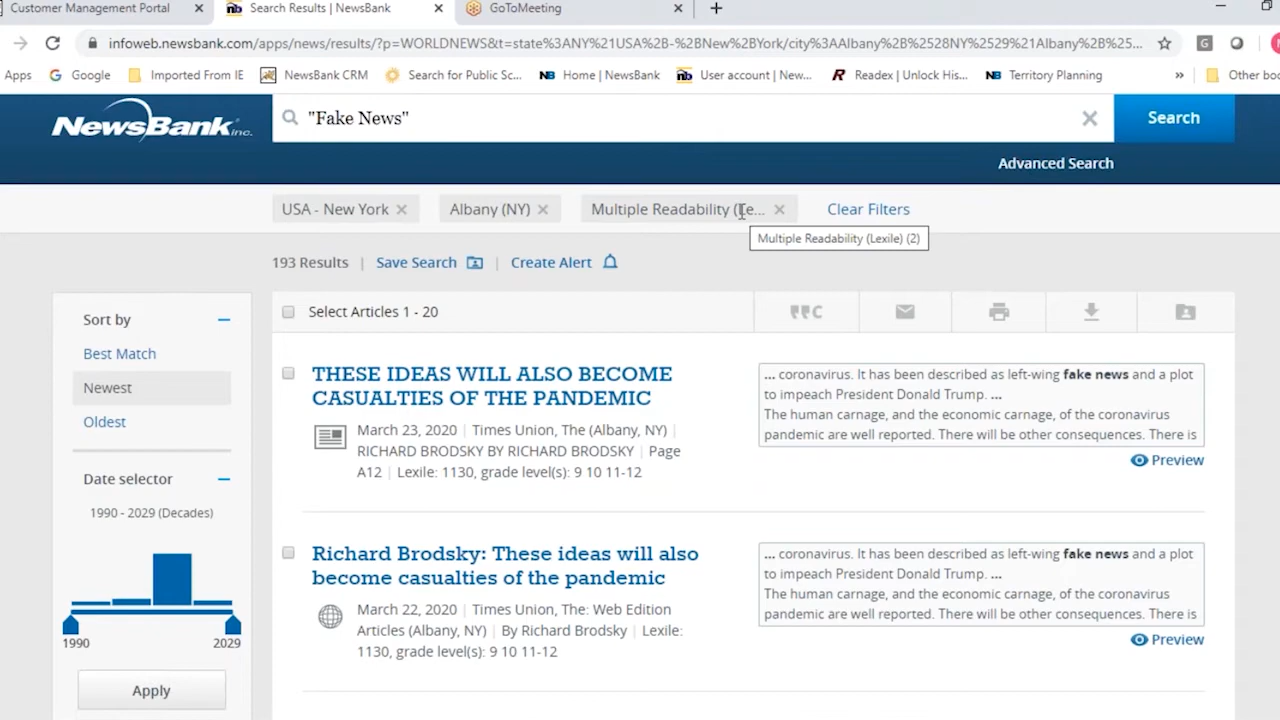 Customer Management Portal
Search Results | NewsBank
GoToMeeting
infoweb.newsbank.com/apps/news/results/?p=WORLDNEWS&t=state%3ANY%21USA%2B-%2BNew%2BYork/city%3AAlbany%2B%2528NY%2529%21Albany%2B%25...
Apps
Google
Imported From IE
NewsBank CRM
Search for Public Sc...
Home | NewsBank
User account | New...
Readex | Unlock His...
Territory Planning
»
Other boo
NewsBank inc.
"Fake News"
Search
Advanced Search
USA - New York
Albany (NY)
Multiple Readability (Le...
Clear Filters
Multiple Readability (Lexile) (2)
193 Results | Save Search | Create Alert
Sort by
Best Match
Newest
Oldest
Date selector
1990 - 2029 (Decades)
1990
2029
Apply
Select Articles 1 - 20
THESE IDEAS WILL ALSO BECOME
CASUALTIES OF THE PANDEMIC
March 23, 2020 | Times Union, The (Albany, NY) |
RICHARD BRODSKY BY RICHARD BRODSKY | Page
A12 | Lexile: 1130, grade level(s): 9 10 11-12
... coronavirus. It has been described as left-wing fake news and a plot
to impeach President Donald Trump. ...
The human carnage, and the economic carnage, of the coronavirus
pandemic are well reported. There will be other consequences. There is
Preview
Richard Brodsky: These ideas will also
become casualties of the pandemic
March 22, 2020 | Times Union, The: Web Edition
Articles (Albany, NY) | By Richard Brodsky | Lexile:
1130, grade level(s): 9 10 11-12
... coronavirus. It has been described as left-wing fake news and a plot
to impeach President Donald Trump. ...
The human carnage, and the economic carnage, of the coronavirus
pandemic are well reported. There will be other consequences. There is
Preview